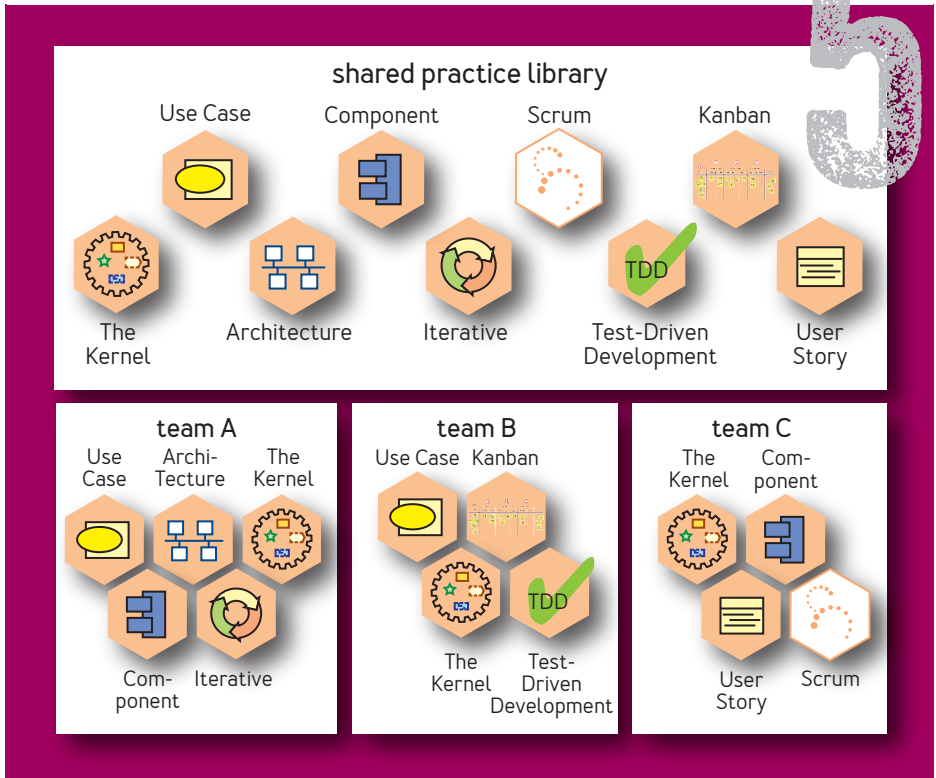 5
shared practice library
Use Case
Component
Scrum
Kanban
TDD
The
Kernel
Architecture
Iterative
Test-Driven
Development
User
Story
team A
Use
Case
Archi-
Tecture
The
Kernel
Com-
ponent
Iterative
team B
Use Case
Kanban
TDD
The
Kernel
Test-
Driven
Development
team C
The
Kernel
Com-
ponent
User
Story
Scrum